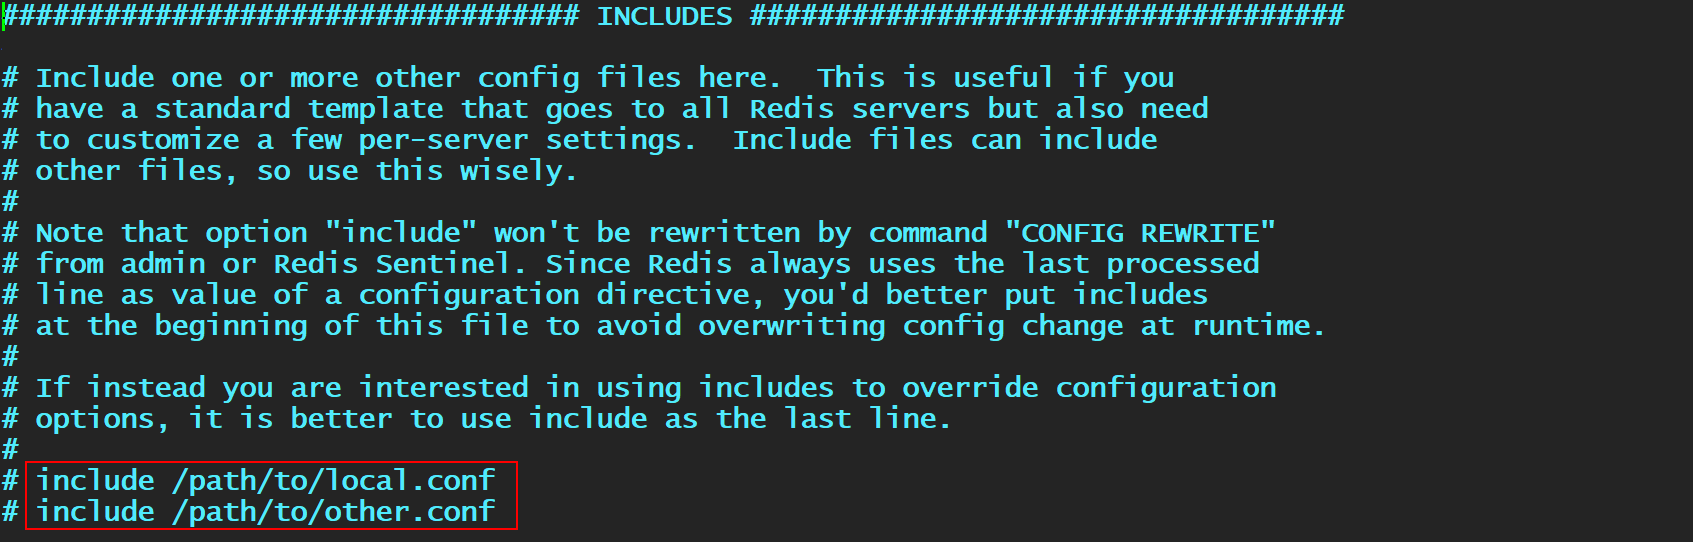 ################################## INCLUDES ###################################
# Include one or more other config files here.  This is useful if you
# have a standard template that goes to all Redis servers but also need
# to customize a few per-server settings.  Include files can include
# other files, so use this wisely.
#
# Note that option "include" won't be rewritten by command "CONFIG REWRITE"
# from admin or Redis Sentinel. Since Redis always uses the last processed
# line as value of a configuration directive, you'd better put includes
# at the beginning of this file to avoid overwriting config change at runtime.
#
# If instead you are interested in using includes to override configuration
# options, it is better to use include as the last line.
#
# include /path/to/local.conf
# include /path/to/other.conf